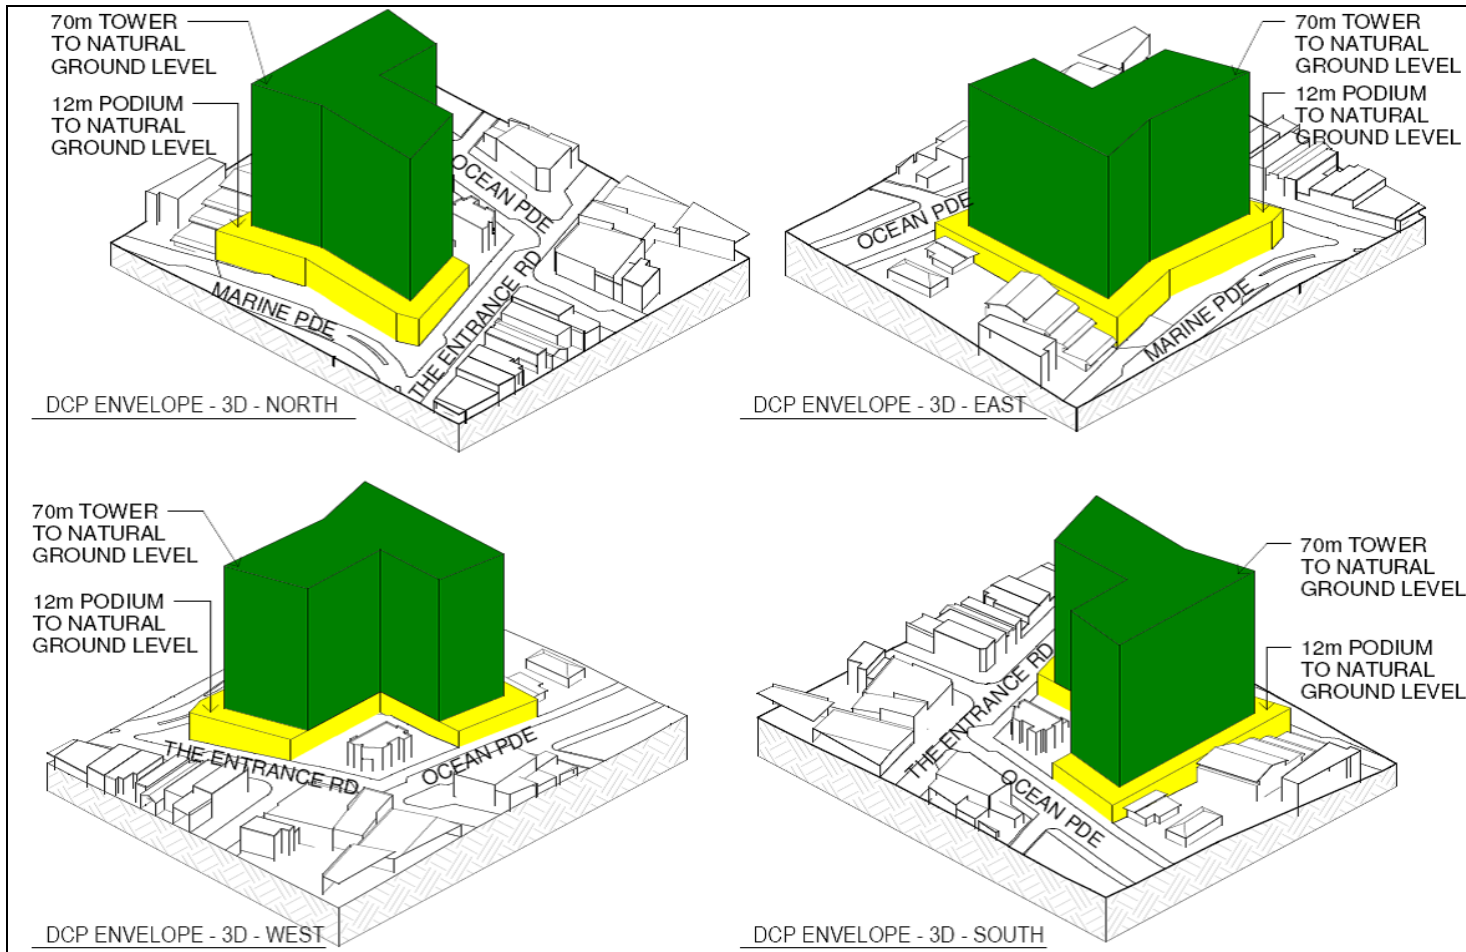 70m TOWER
TO NATURAL
GROUND LEVEL
12m PODIUM
TO NATURAL
GROUND LEVEL
OCEAN PDE
MARINE PDE
THE ENTRANCE RD
DCP ENVELOPE - 3D - NORTH
70m TOWER
TO NATURAL
GROUND LEVEL
12m PODIUM
TO NATURAL
GROUND LEVEL
OCEAN PDE
MARINE PDE
DCP ENVELOPE - 3D - EAST
70m TOWER
TO NATURAL
GROUND LEVEL
12m PODIUM
TO NATURAL
GROUND LEVEL
THE ENTRANCE RD
OCEAN PDE
DCP ENVELOPE - 3D - WEST
70m TOWER
TO NATURAL
GROUND LEVEL
12m PODIUM
TO NATURAL
GROUND LEVEL
THE ENTRANCE RD
OCEAN PDE
DCP ENVELOPE - 3D - SOUTH